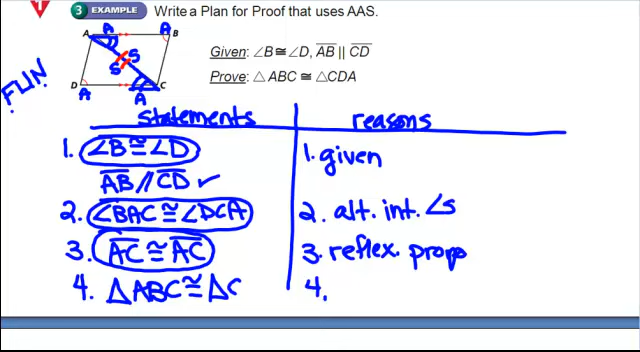 3 EXAMPLE Write a Plan for Proof that uses AAS.
A A A B
Given: ∠B ≅ ∠D, AB || CD
S S
Prove: △ABC ≅ △CDA
D A A C
FUN
statements reasons
1. ∠B ≅ ∠D 1. given
AB // CD ✓
2. ∠BAC ≅ ∠DCA 2. alt. int. ∠s
3. AC ≅ AC 3. reflex. prop
4. △ABC ≅ △C 4.